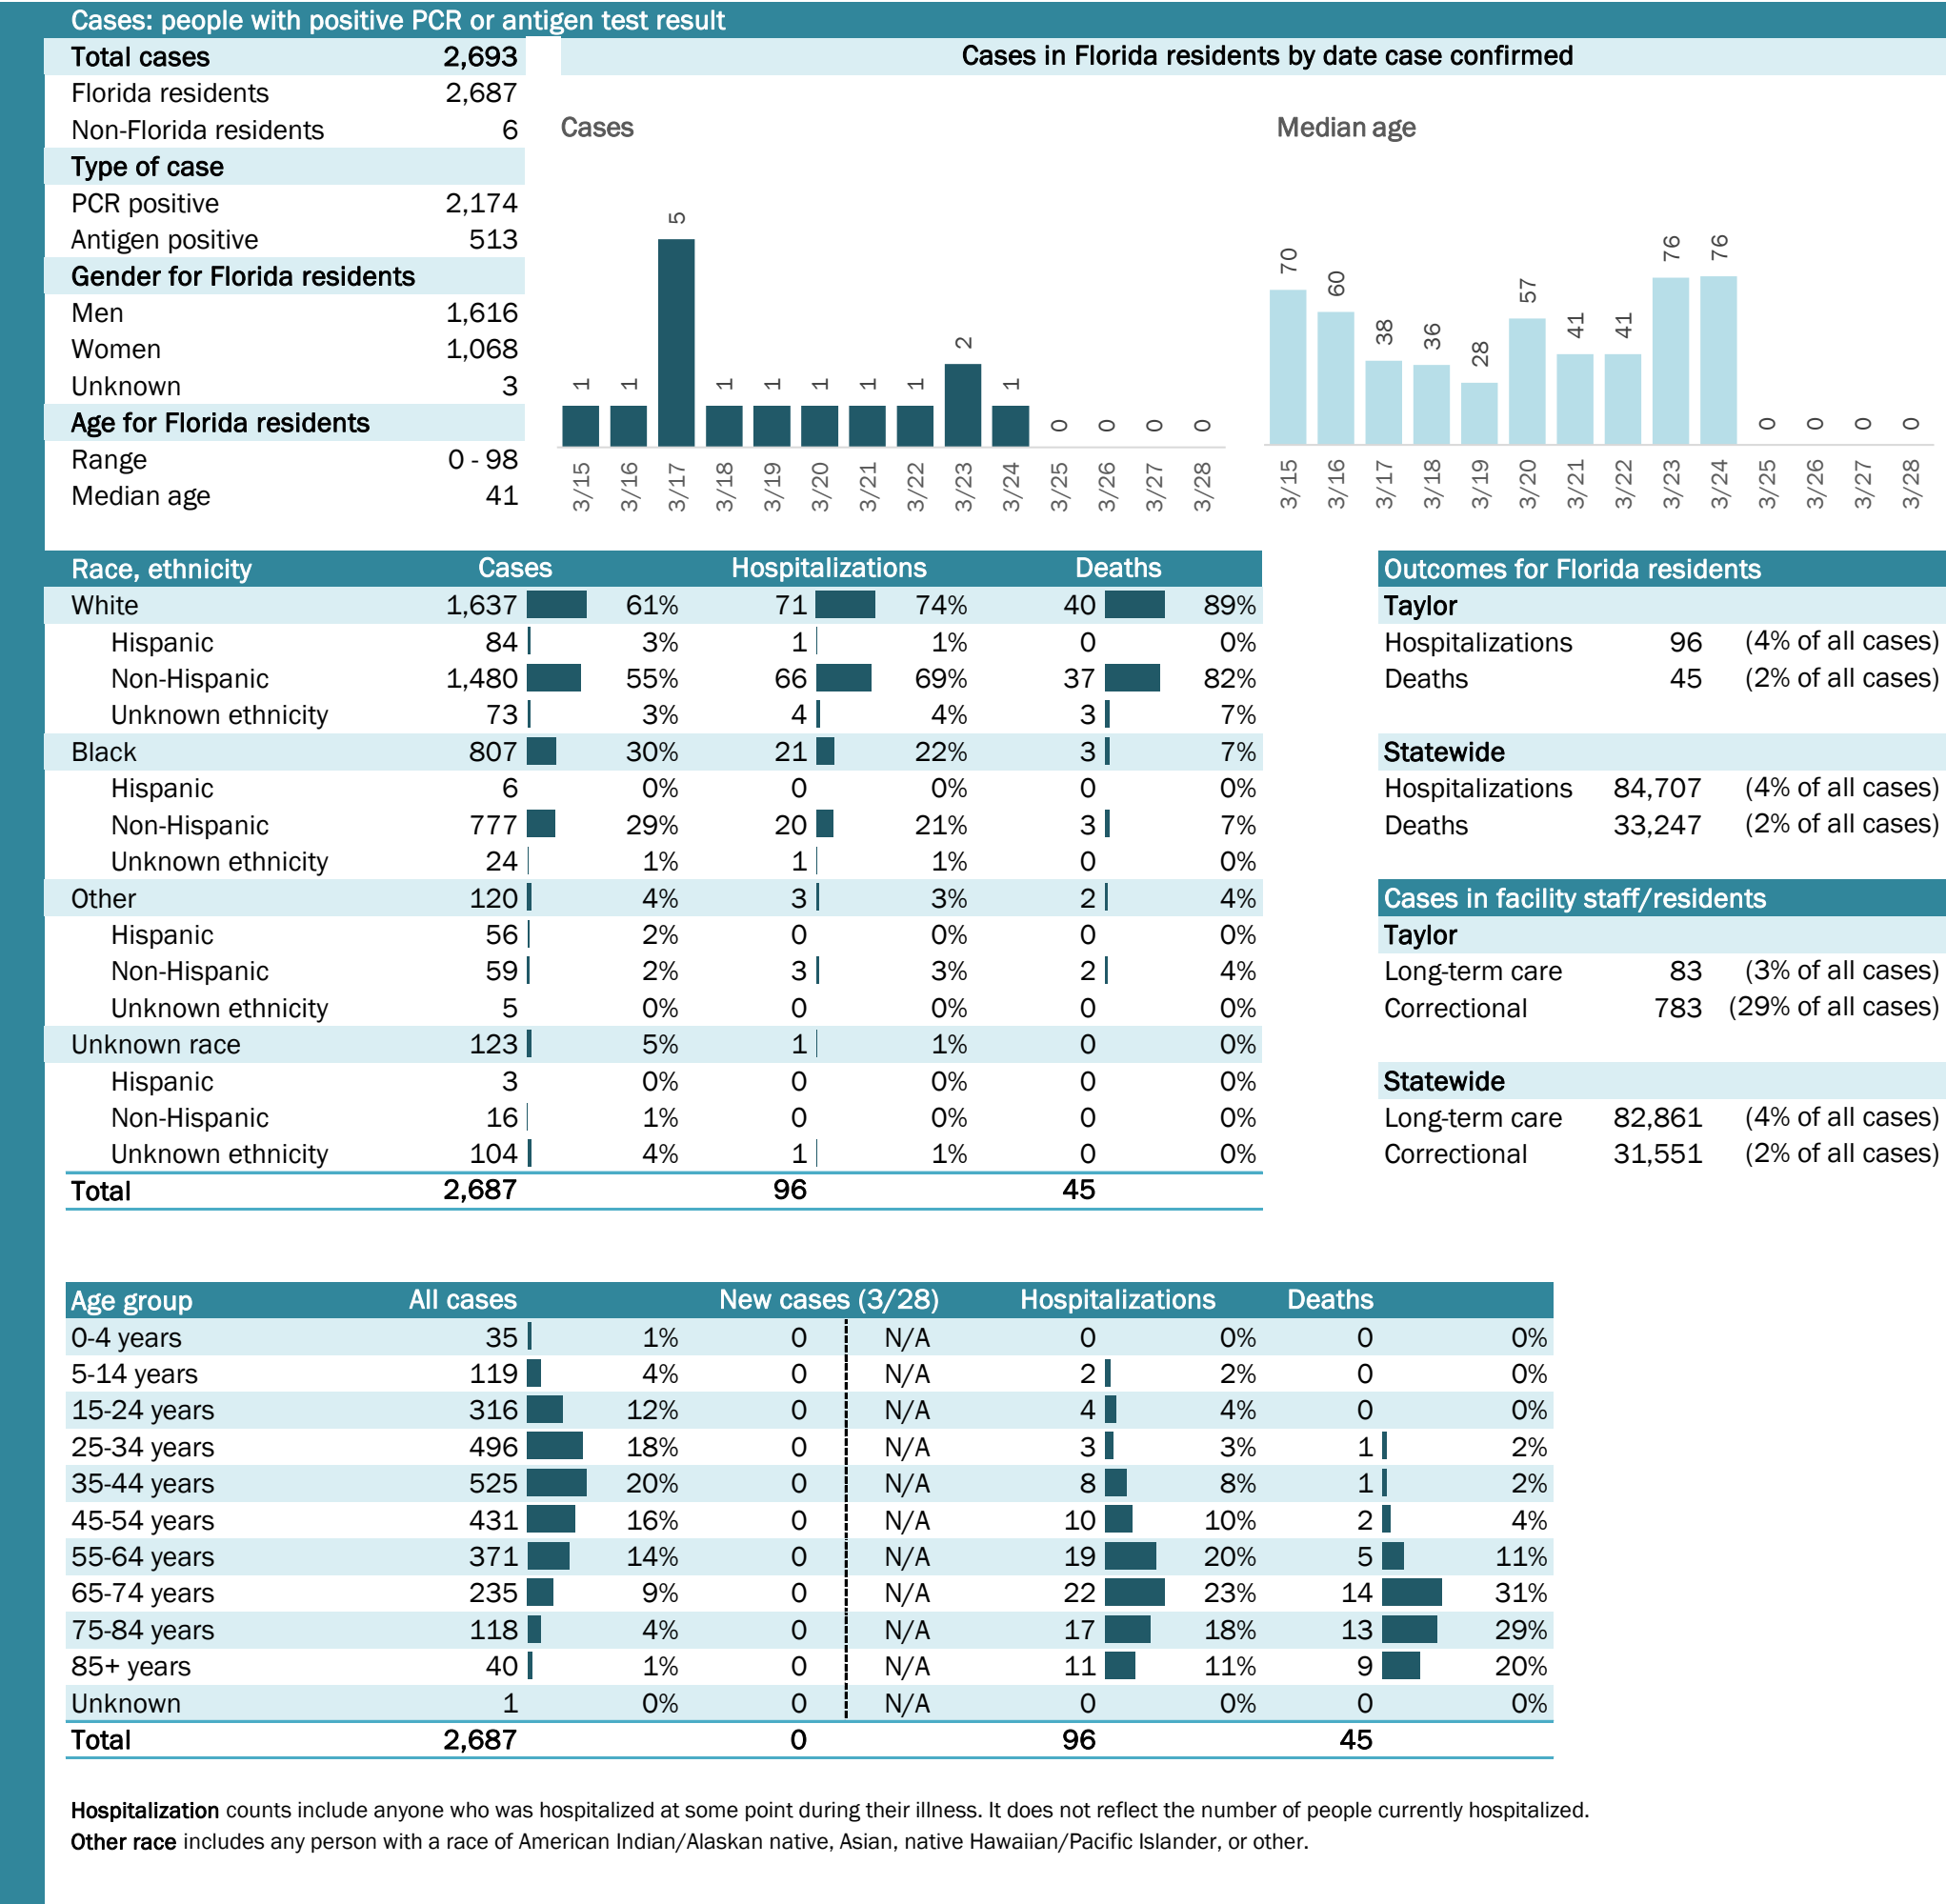 Cases: people with positive PCR or antigen test result
Total cases 2,693
Florida residents 2,687
Non-Florida residents 6
Type of case
PCR positive 2,174
Antigen positive 513
Gender for Florida residents
Men 1,616
Women 1,068
Unknown 3
Age for Florida residents
Range 0 - 98
Median age 41
Cases in Florida residents by date case confirmed
Cases
1 1 5 1 1 1 1 1 2 1 0 0 0 0
3/15 3/16 3/17 3/18 3/19 3/20 3/21 3/22 3/23 3/24 3/25 3/26 3/27 3/28
Median age
70 60 38 36 28 57 41 41 76 76 0 0 0 0
3/15 3/16 3/17 3/18 3/19 3/20 3/21 3/22 3/23 3/24 3/25 3/26 3/27 3/28
Race, ethnicity Cases Hospitalizations Deaths
White 1,637 61% 71 74% 40 89%
Hispanic 84 3% 1 1% 0 0%
Non-Hispanic 1,480 55% 66 69% 37 82%
Unknown ethnicity 73 3% 4 4% 3 7%
Black 807 30% 21 22% 3 7%
Hispanic 6 0% 0 0% 0 0%
Non-Hispanic 777 29% 20 21% 3 7%
Unknown ethnicity 24 1% 1 1% 0 0%
Other 120 4% 3 3% 2 4%
Hispanic 56 2% 0 0% 0 0%
Non-Hispanic 59 2% 3 3% 2 4%
Unknown ethnicity 5 0% 0 0% 0 0%
Unknown race 123 5% 1 1% 0 0%
Hispanic 3 0% 0 0% 0 0%
Non-Hispanic 16 1% 0 0% 0 0%
Unknown ethnicity 104 4% 1 1% 0 0%
Total 2,687 96 45
Outcomes for Florida residents
Taylor
Hospitalizations 96 (4% of all cases)
Deaths 45 (2% of all cases)
Statewide
Hospitalizations 84,707 (4% of all cases)
Deaths 33,247 (2% of all cases)
Cases in facility staff/residents
Taylor
Long-term care 83 (3% of all cases)
Correctional 783 (29% of all cases)
Statewide
Long-term care 82,861 (4% of all cases)
Correctional 31,551 (2% of all cases)
Age group All cases New cases (3/28) Hospitalizations Deaths
0-4 years 35 1% 0 N/A 0 0% 0 0%
5-14 years 119 4% 0 N/A 2 2% 0 0%
15-24 years 316 12% 0 N/A 4 4% 0 0%
25-34 years 496 18% 0 N/A 3 3% 1 2%
35-44 years 525 20% 0 N/A 8 8% 1 2%
45-54 years 431 16% 0 N/A 10 10% 2 4%
55-64 years 371 14% 0 N/A 19 20% 5 11%
65-74 years 235 9% 0 N/A 22 23% 14 31%
75-84 years 118 4% 0 N/A 17 18% 13 29%
85+ years 40 1% 0 N/A 11 11% 9 20%
Unknown 1 0% 0 N/A 0 0% 0 0%
Total 2,687 0 96 45
Hospitalization counts include anyone who was hospitalized at some point during their illness. It does not reflect the number of people currently hospitalized.
Other race includes any person with a race of American Indian/Alaskan native, Asian, native Hawaiian/Pacific Islander, or other.